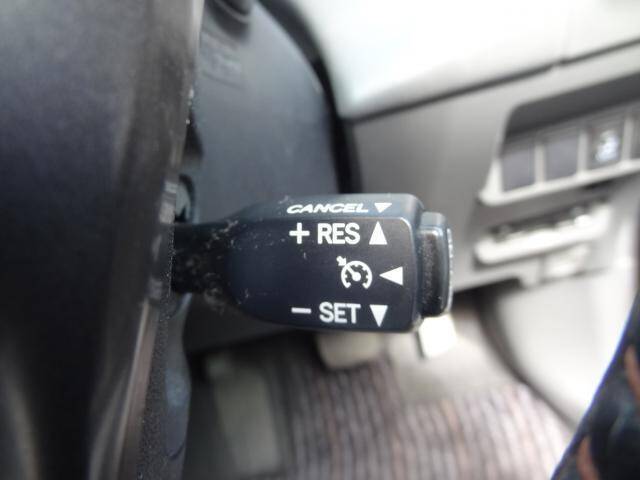 CANCEL ▼
+ RES ▲
◄
− SET ▼